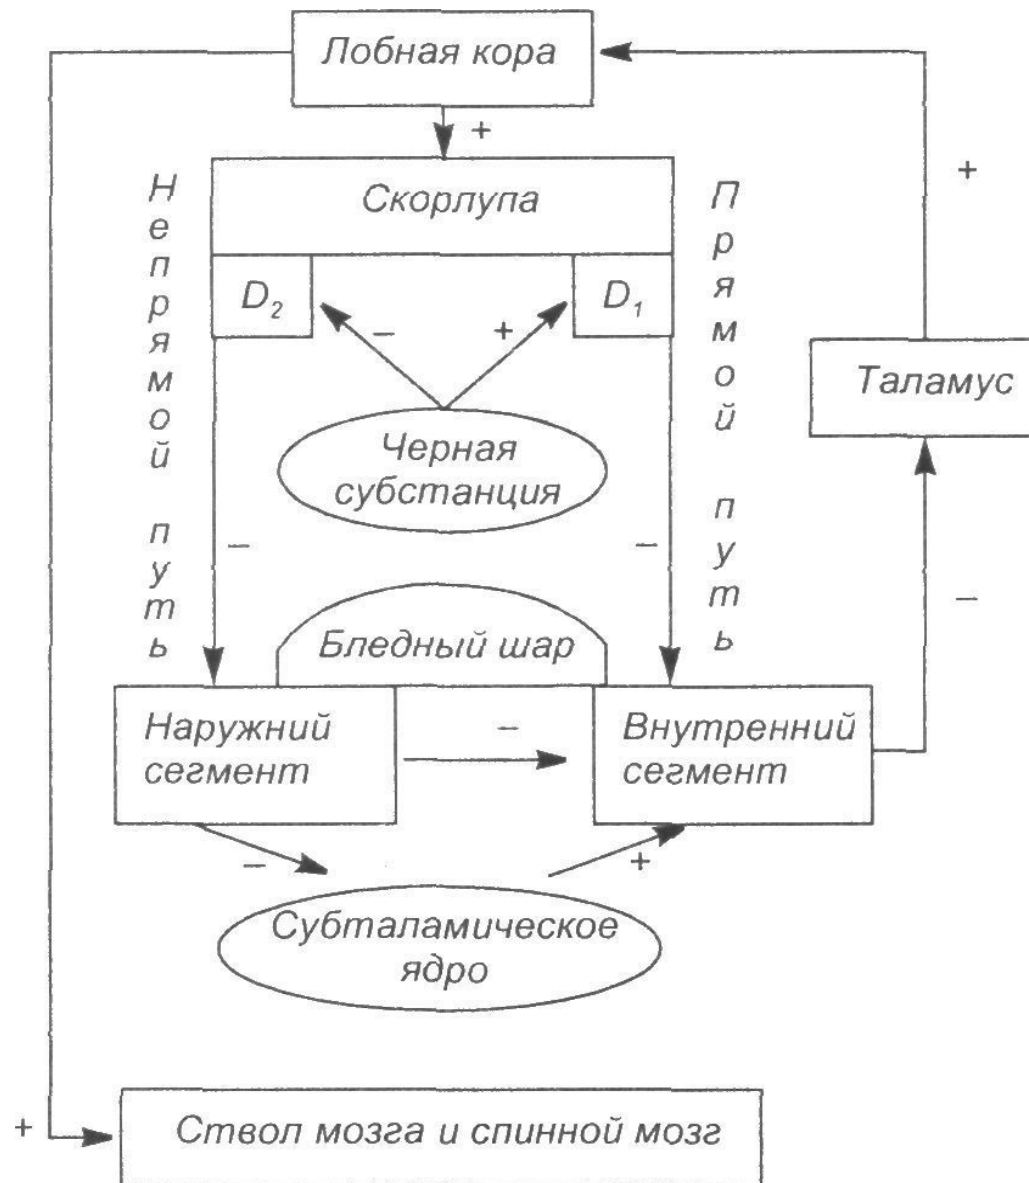 Лобная кора
+
Скорлупа
+
Непрямой путь
Прямой путь
D2
D1
–
+
Таламус
Черная
субстанция
–
–
–
Бледный шар
Наружний
сегмент
–
Внутренний
сегмент
–
+
Субталамическое
ядро
+
Ствол мозга и спинной мозг